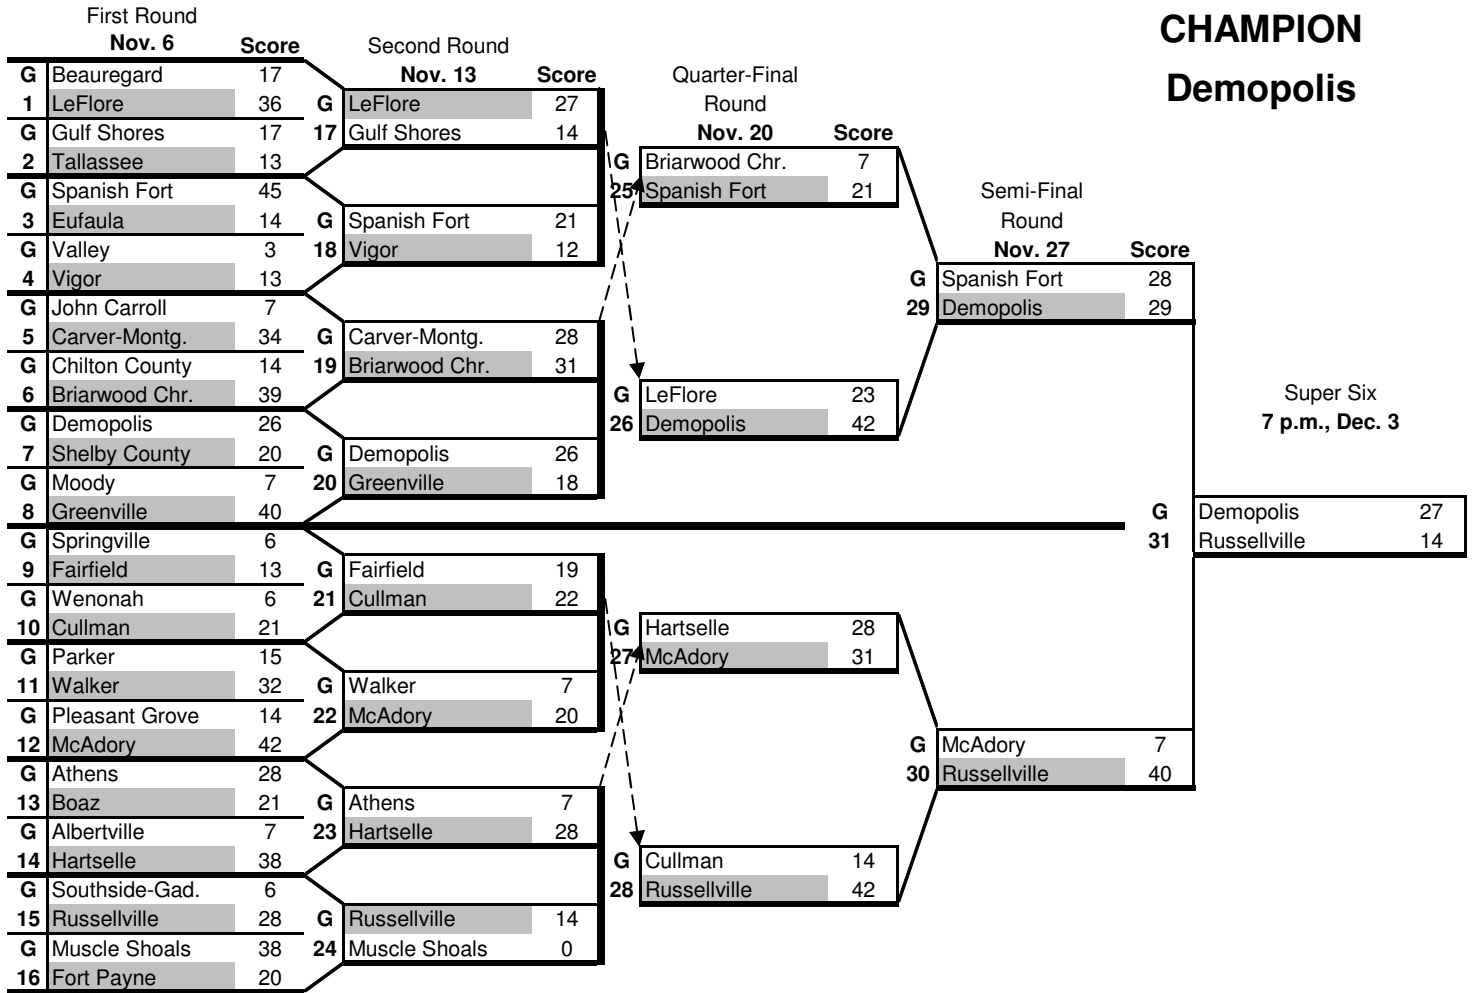 CHAMPION
Demopolis
First Round
Nov. 6 Score
G Beauregard 17
1 LeFlore 36
G Gulf Shores 17
2 Tallassee 13
G Spanish Fort 45
3 Eufaula 14
G Valley 3
4 Vigor 13
G John Carroll 7
5 Carver-Montg. 34
G Chilton County 14
6 Briarwood Chr. 39
G Demopolis 26
7 Shelby County 20
G Moody 7
8 Greenville 40
G Springville 6
9 Fairfield 13
G Wenonah 6
10 Cullman 21
G Parker 15
11 Walker 32
G Pleasant Grove 14
12 McAdory 42
G Athens 28
13 Boaz 21
G Albertville 7
14 Hartselle 38
G Southside-Gad. 6
15 Russellville 28
G Muscle Shoals 38
16 Fort Payne 20
Second Round
Nov. 13 Score
G LeFlore 27
17 Gulf Shores 14
G Spanish Fort 21
18 Vigor 12
G Carver-Montg. 28
19 Briarwood Chr. 31
G Demopolis 26
20 Greenville 18
G Fairfield 19
21 Cullman 22
G Walker 7
22 McAdory 20
G Athens 7
23 Hartselle 28
G Russellville 14
24 Muscle Shoals 0
Quarter-Final
Round
Nov. 20 Score
G Briarwood Chr. 7
25 Spanish Fort 21
G LeFlore 23
26 Demopolis 42
G Hartselle 28
27 McAdory 31
G Cullman 14
28 Russellville 42
Semi-Final
Round
Nov. 27 Score
G Spanish Fort 28
29 Demopolis 29
G McAdory 7
30 Russellville 40
Super Six
7 p.m., Dec. 3
G Demopolis 27
31 Russellville 14